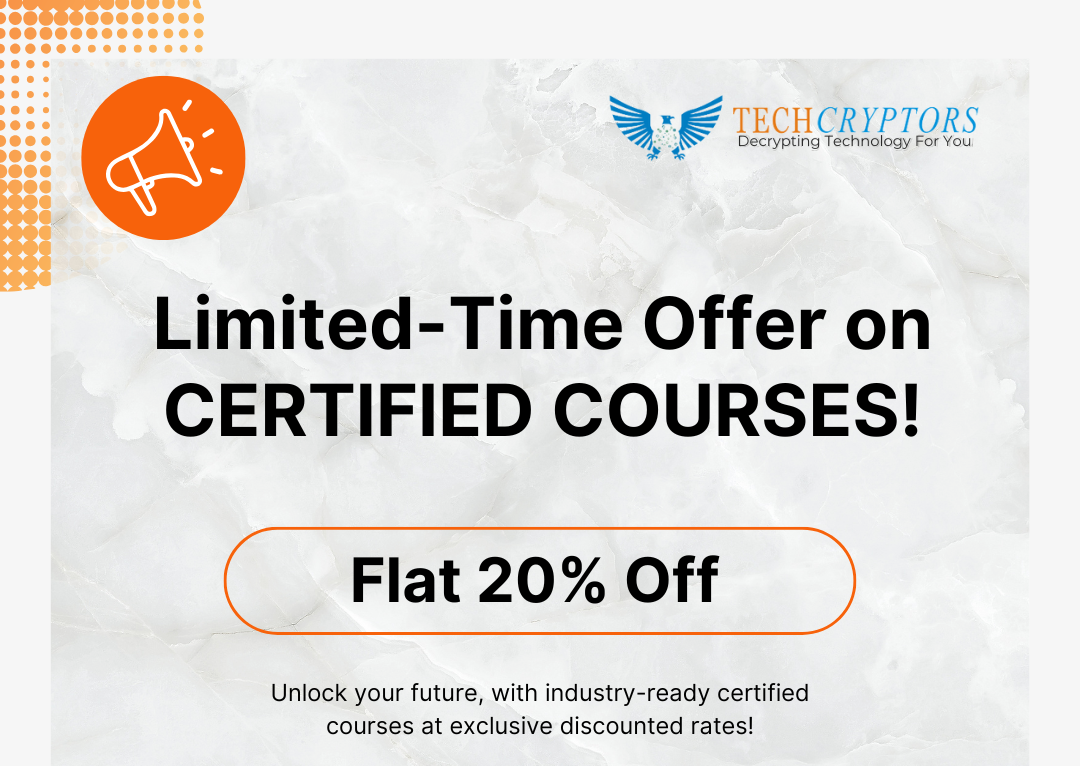 TECHCRYPTORS
Decrypting Technology For You
Limited-Time Offer on
CERTIFIED COURSES!
Flat 20% Off
Unlock your future, with industry-ready certified
courses at exclusive discounted rates!